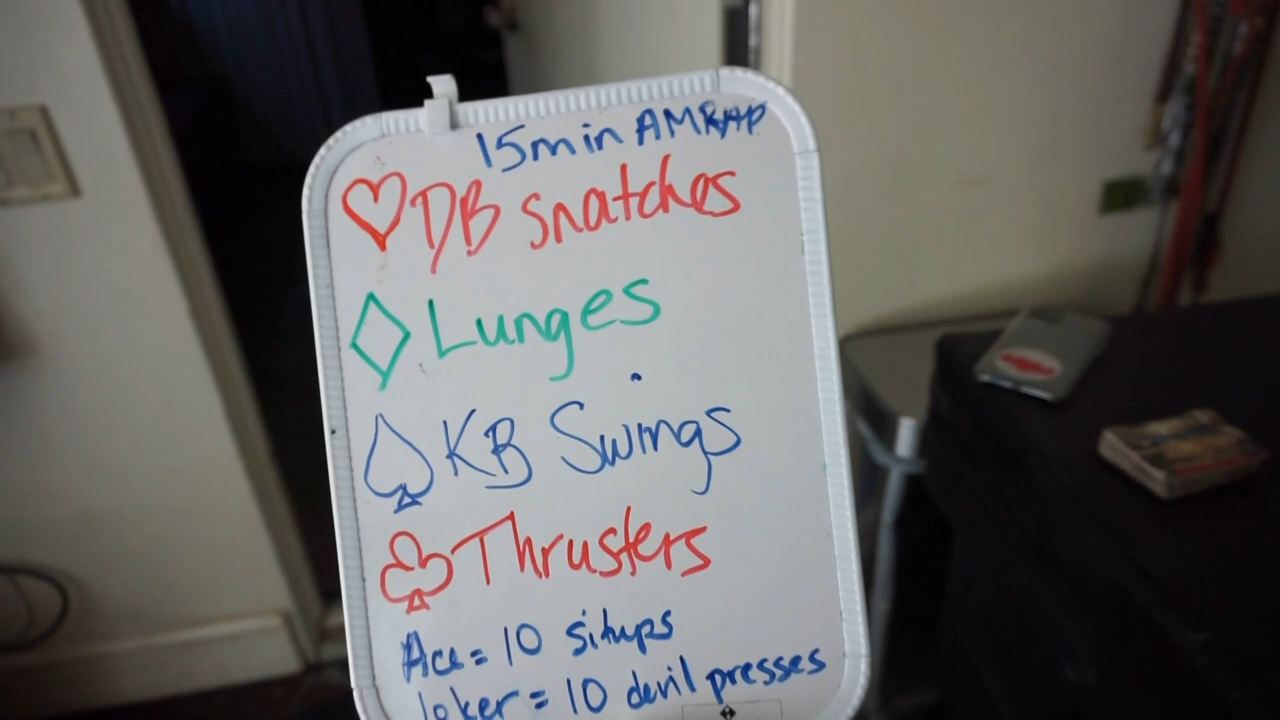 15min AMRAP
♡ DB snatches
♢ Lunges
♤ KB Swings
♧ Thrusters
Ace = 10 situps
Joker = 10 devil presses